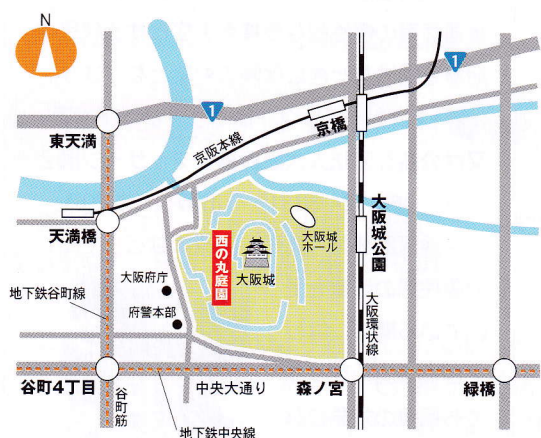 N
1
1
東天満
京阪本線
京橋
天満橋
大阪城
ホール
大阪城公園
西の丸庭園
大阪城
大阪府庁
府警本部
地下鉄谷町線
大阪環状線
谷町4丁目
中央大通り
森ノ宮
緑橋
谷町筋
地下鉄中央線